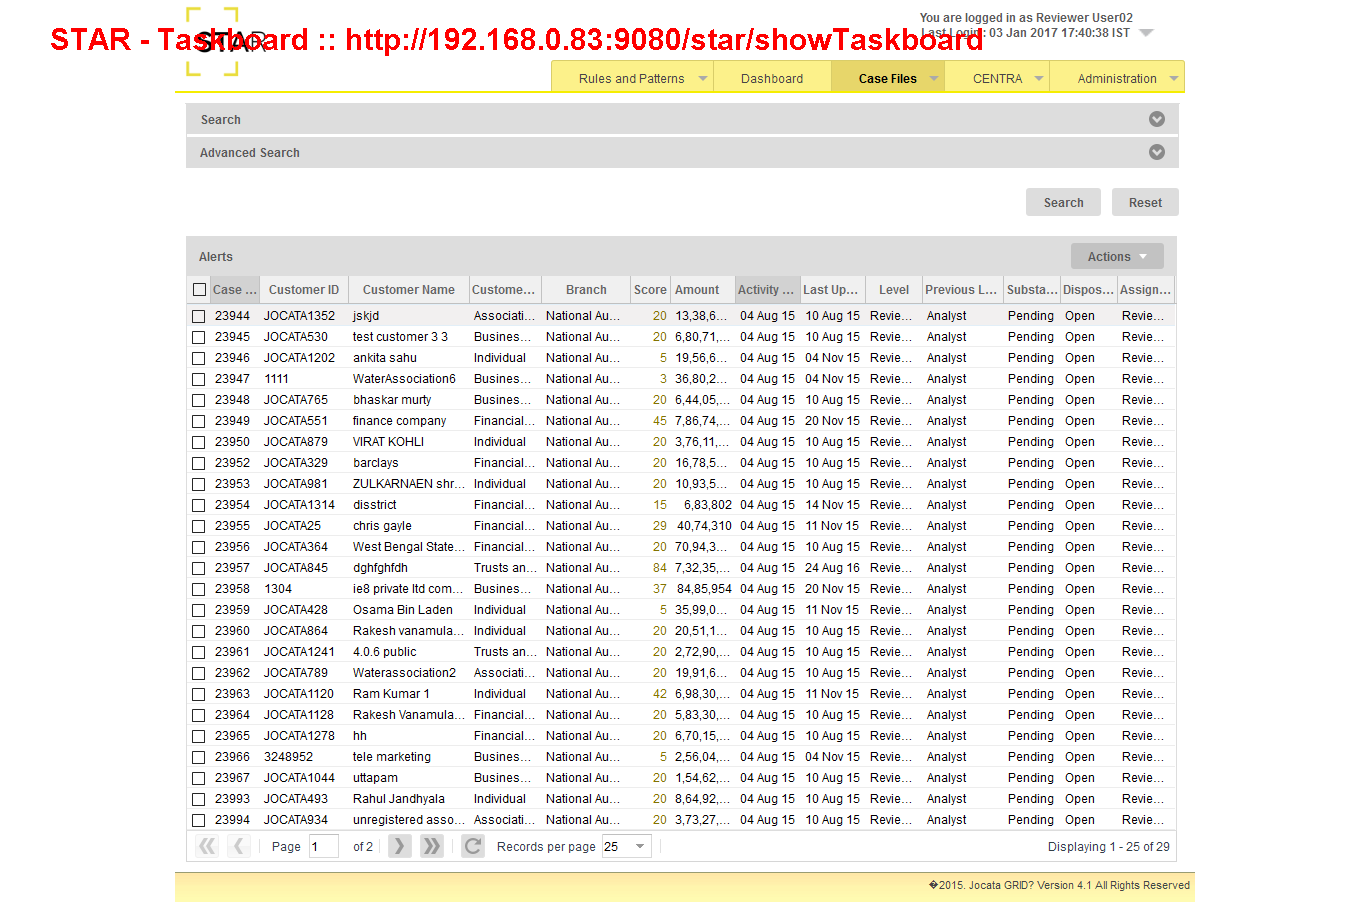 You are logged in as Reviewer User02
STAR - Taskboard :: http://192.168.0.83:9080/star/showTaskboard
STAR
Last Login : 03 Jan 2017 17:40:38 IST
Rules and Patterns Dashboard Case Files CENTRA Administration
Search
Advanced Search
Search Reset
Alerts Actions
Case ... Customer ID Customer Name Custome... Branch Score Amount Activity ... Last Up... Level Previous L... Substa... Dispos... Assign...
23944 JOCATA1352 jskjd Associati... National Au... 20 13,38,6... 04 Aug 15 10 Aug 15 Revie... Analyst Pending Open Revie...
23945 JOCATA530 test customer 3 3 Busines... National Au... 20 6,80,71,... 04 Aug 15 10 Aug 15 Revie... Analyst Pending Open Revie...
23946 JOCATA1202 ankita sahu Individual National Au... 5 19,56,6... 04 Aug 15 04 Nov 15 Revie... Analyst Pending Open Revie...
23947 1111 WaterAssociation6 Busines... National Au... 3 36,80,2... 04 Aug 15 04 Nov 15 Revie... Analyst Pending Open Revie...
23948 JOCATA765 bhaskar murty Busines... National Au... 20 6,44,05,... 04 Aug 15 10 Aug 15 Revie... Analyst Pending Open Revie...
23949 JOCATA551 finance company Financial... National Au... 45 7,86,74,... 04 Aug 15 20 Nov 15 Revie... Analyst Pending Open Revie...
23950 JOCATA879 VIRAT KOHLI Individual National Au... 20 3,76,11,... 04 Aug 15 10 Aug 15 Revie... Analyst Pending Open Revie...
23952 JOCATA329 barclays Financial... National Au... 20 16,78,5... 04 Aug 15 10 Aug 15 Revie... Analyst Pending Open Revie...
23953 JOCATA981 ZULKARNAEN shr... Individual National Au... 20 10,93,5... 04 Aug 15 10 Aug 15 Revie... Analyst Pending Open Revie...
23954 JOCATA1314 disstrict Financial... National Au... 15 6,83,802 04 Aug 15 14 Nov 15 Revie... Analyst Pending Open Revie...
23955 JOCATA25 chris gayle Financial... National Au... 29 40,74,310 04 Aug 15 11 Nov 15 Revie... Analyst Pending Open Revie...
23956 JOCATA364 West Bengal State... Financial... National Au... 20 70,94,3... 04 Aug 15 10 Aug 15 Revie... Analyst Pending Open Revie...
23957 JOCATA845 dghfghfdh Trusts an... National Au... 84 7,32,35,... 04 Aug 15 24 Aug 16 Revie... Analyst Pending Open Revie...
23958 1304 ie8 private ltd com... Busines... National Au... 37 84,85,954 04 Aug 15 20 Nov 15 Revie... Analyst Pending Open Revie...
23959 JOCATA428 Osama Bin Laden Individual National Au... 5 35,99,0... 04 Aug 15 11 Nov 15 Revie... Analyst Pending Open Revie...
23960 JOCATA864 Rakesh vanamula... Individual National Au... 20 20,51,1... 04 Aug 15 10 Aug 15 Revie... Analyst Pending Open Revie...
23961 JOCATA1241 4.0.6 public Trusts an... National Au... 20 2,72,90,... 04 Aug 15 10 Aug 15 Revie... Analyst Pending Open Revie...
23962 JOCATA789 Waterassociation2 Associati... National Au... 20 19,91,6... 04 Aug 15 10 Aug 15 Revie... Analyst Pending Open Revie...
23963 JOCATA1120 Ram Kumar 1 Individual National Au... 42 6,98,30,... 04 Aug 15 11 Nov 15 Revie... Analyst Pending Open Revie...
23964 JOCATA1128 Rakesh Vanamula... Financial... National Au... 20 5,83,30,... 04 Aug 15 10 Aug 15 Revie... Analyst Pending Open Revie...
23965 JOCATA1278 hh Financial... National Au... 20 6,70,15,... 04 Aug 15 10 Aug 15 Revie... Analyst Pending Open Revie...
23966 3248952 tele marketing Busines... National Au... 5 2,56,04,... 04 Aug 15 04 Nov 15 Revie... Analyst Pending Open Revie...
23967 JOCATA1044 uttapam Busines... National Au... 20 1,54,62,... 04 Aug 15 10 Aug 15 Revie... Analyst Pending Open Revie...
23993 JOCATA493 Rahul Jandhyala Individual National Au... 20 8,64,92,... 04 Aug 15 10 Aug 15 Revie... Analyst Pending Open Revie...
23994 JOCATA934 unregistered asso... Associati... National Au... 20 3,73,27,... 04 Aug 15 10 Aug 15 Revie... Analyst Pending Open Revie...
Page 1 of 2 Records per page 25 Displaying 1 - 25 of 29
�2015. Jocata GRID? Version 4.1 All Rights Reserved